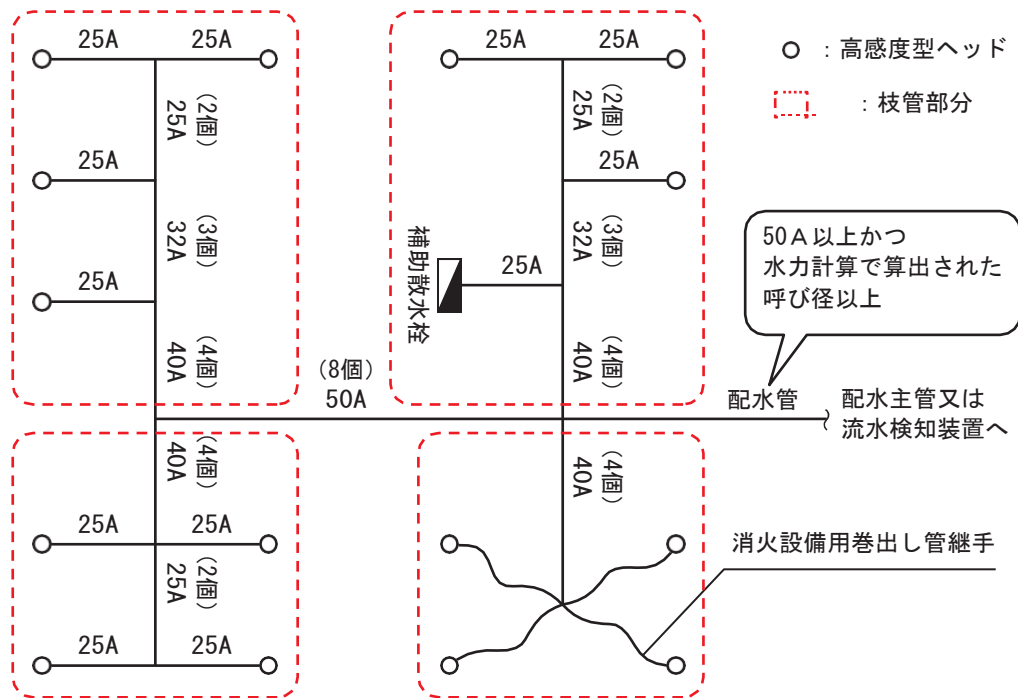 25A 25A
(2個)
25A
25A
(3個)
32A
25A
(4個)
40A
(8個)
50A
(4個)
40A
25A 25A
(2個)
25A
25A 25A
25A 25A
(2個)
25A
25A
(3個)
32A
補助散水栓
25A
(4個)
40A
(4個)
40A
:高感度型ヘッド
:枝管部分
50A以上かつ
水力計算で算出された
呼び径以上
配水管
配水主管又は
流水検知装置へ
消火設備用巻出し管継手